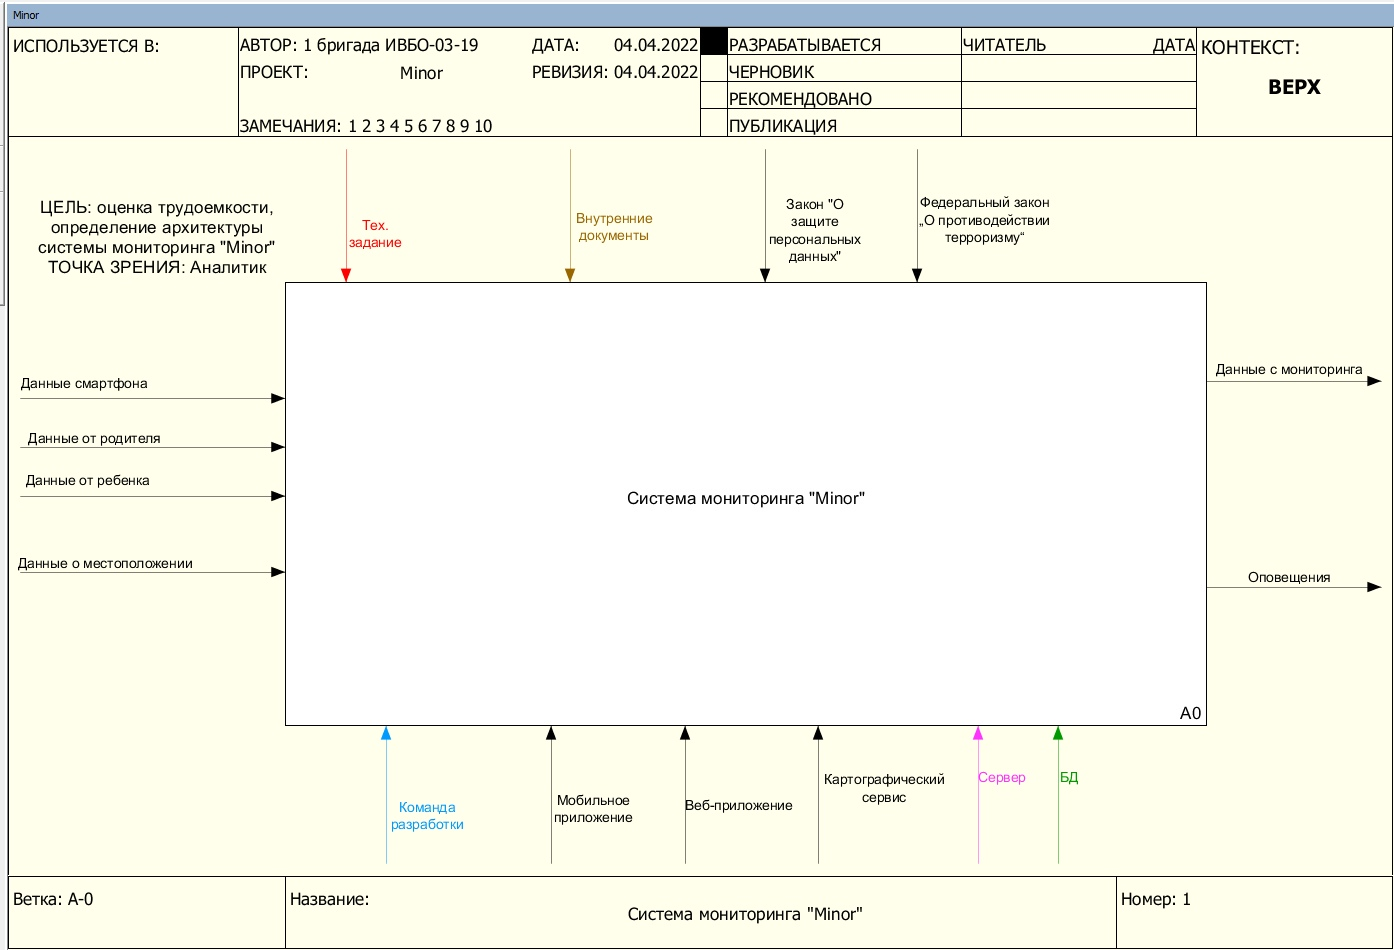 Minor
ИСПОЛЬЗУЕТСЯ В:
АВТОР: 1 бригада ИВБО-03-19
ДАТА: 04.04.2022
ПРОЕКТ: Minor
РЕВИЗИЯ: 04.04.2022
ЗАМЕЧАНИЯ: 1 2 3 4 5 6 7 8 9 10
РАЗРАБАТЫВАЕТСЯ
ЧЕРНОВИК
РЕКОМЕНДОВАНО
ПУБЛИКАЦИЯ
ЧИТАТЕЛЬ
ДАТА
КОНТЕКСТ:
ВЕРХ
ЦЕЛЬ: оценка трудоемкости,
определение архитектуры
системы мониторинга "Minor"
ТОЧКА ЗРЕНИЯ: Аналитик
Тех.
задание
Внутренние
документы
Закон "О
защите
персональных
данных"
Федеральный закон
„О противодействии
терроризму“
Данные смартфона
Данные от родителя
Данные от ребенка
Данные о местоположении
Система мониторинга "Minor"
A0
Данные с мониторинга
Оповещения
Команда
разработки
Мобильное
приложение
Веб-приложение
Картографический
сервис
Сервер
БД
Ветка: A-0
Название:
Система мониторинга "Minor"
Номер: 1